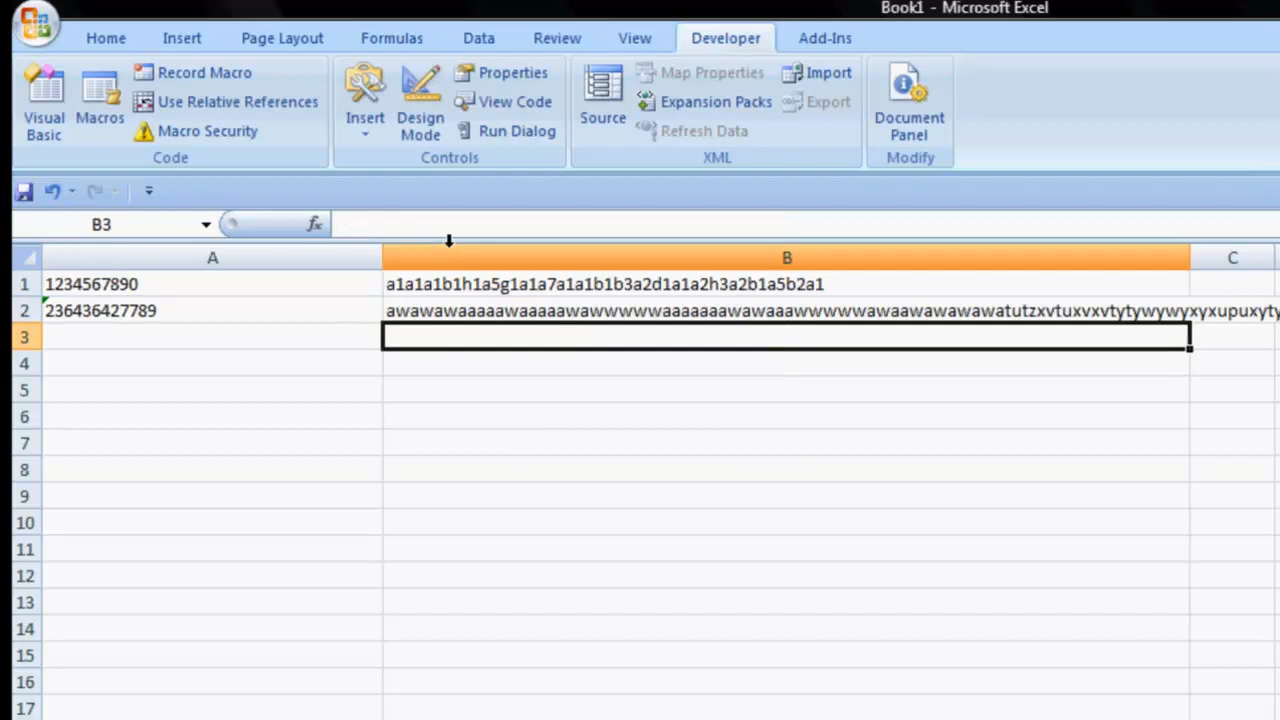 Book1 - Microsoft Excel
Home Insert Page Layout Formulas Data Review View Developer Add-Ins
Visual Basic
Macros
Record Macro
Use Relative References
Macro Security
Code
Insert
Design Mode
Properties
View Code
Run Dialog
Controls
Source
Map Properties
Expansion Packs
Refresh Data
Import
Export
XML
Document Panel
Modify
B3 fx
A B C
1 1234567890 a1a1a1b1h1a5g1a1a7a1a1b1b3a2d1a1a2h3a2b1a5b2a1
2 236436427789
3
4
5
6
7
8
9
10
11
12
13
14
15
16
17